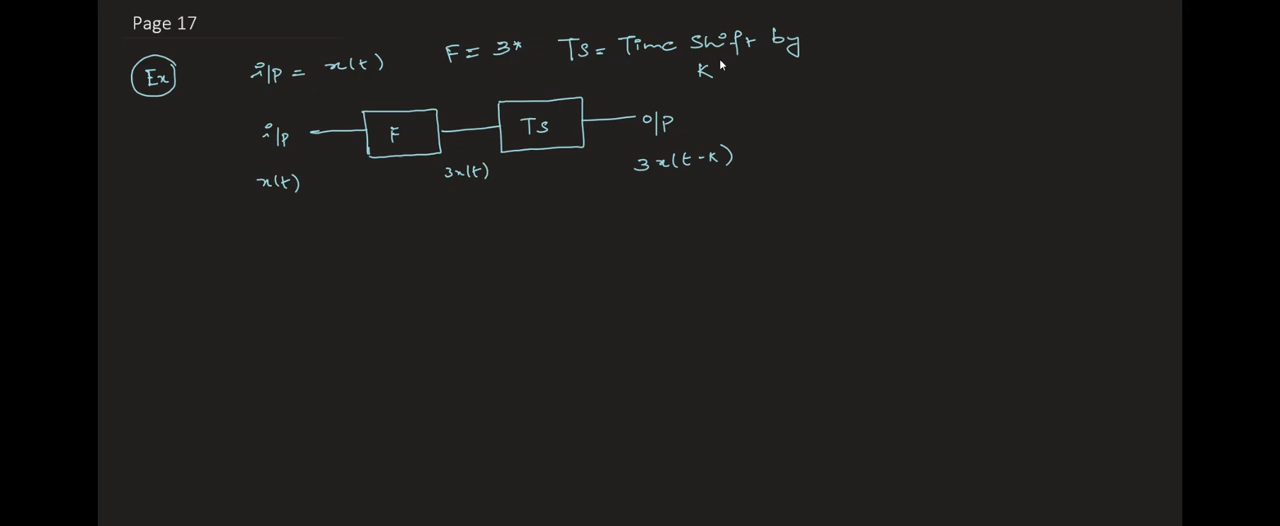 Page 17
Ex i/p = x(t) F = 3* TS = Time Shift by
K
i/p F TS o/p
x(t) 3x(t) 3x(t-K)